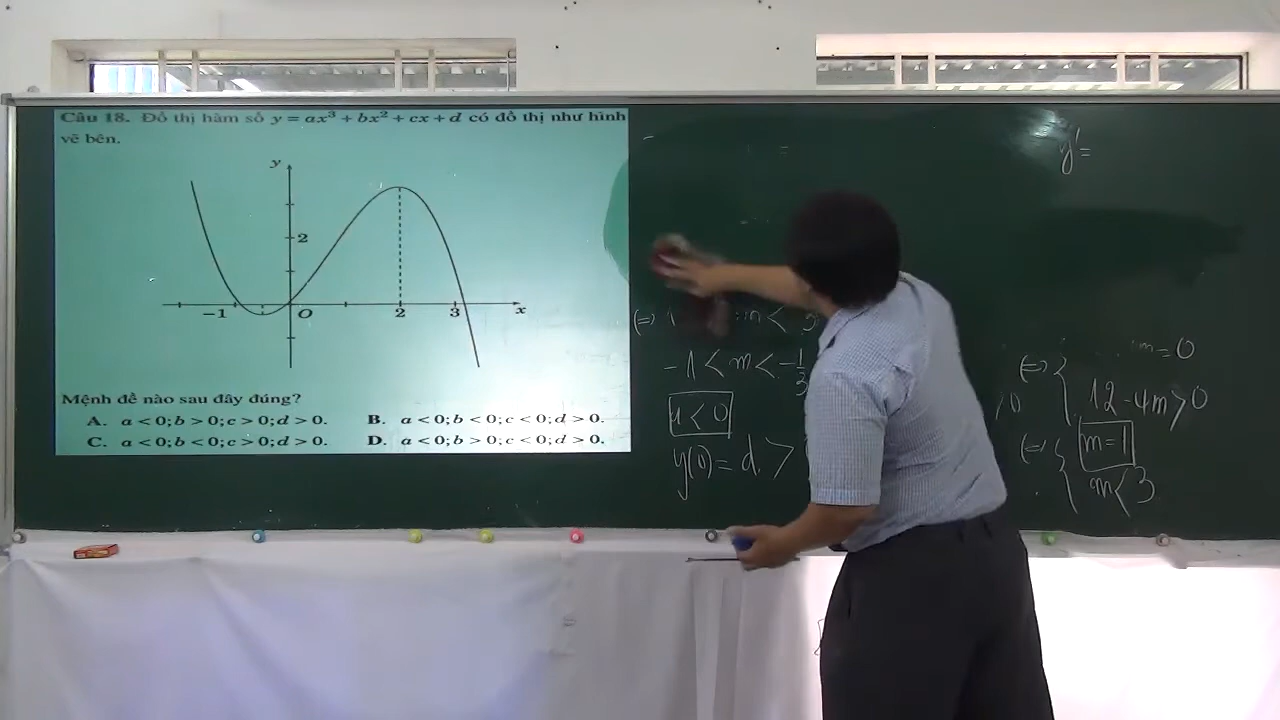 Câu 18. Đồ thị hàm số y = ax³ + bx² + cx + d có đồ thị như hình
vẽ bên.
y
2
-1 O 2 3 x
Mệnh đề nào sau đây đúng?
A. a < 0; b > 0; c > 0; d > 0. B. a < 0; b < 0; c < 0; d > 0.
C. a < 0; b < 0; c > 0; d > 0. D. a < 0; b > 0; c < 0; d > 0.
m <
-1 < m < -1/3
< 0
y(0) = d >
y' =
m = 0
(=) { 12 - 4m > 0
> 0
(=) { m = 1
m < 3